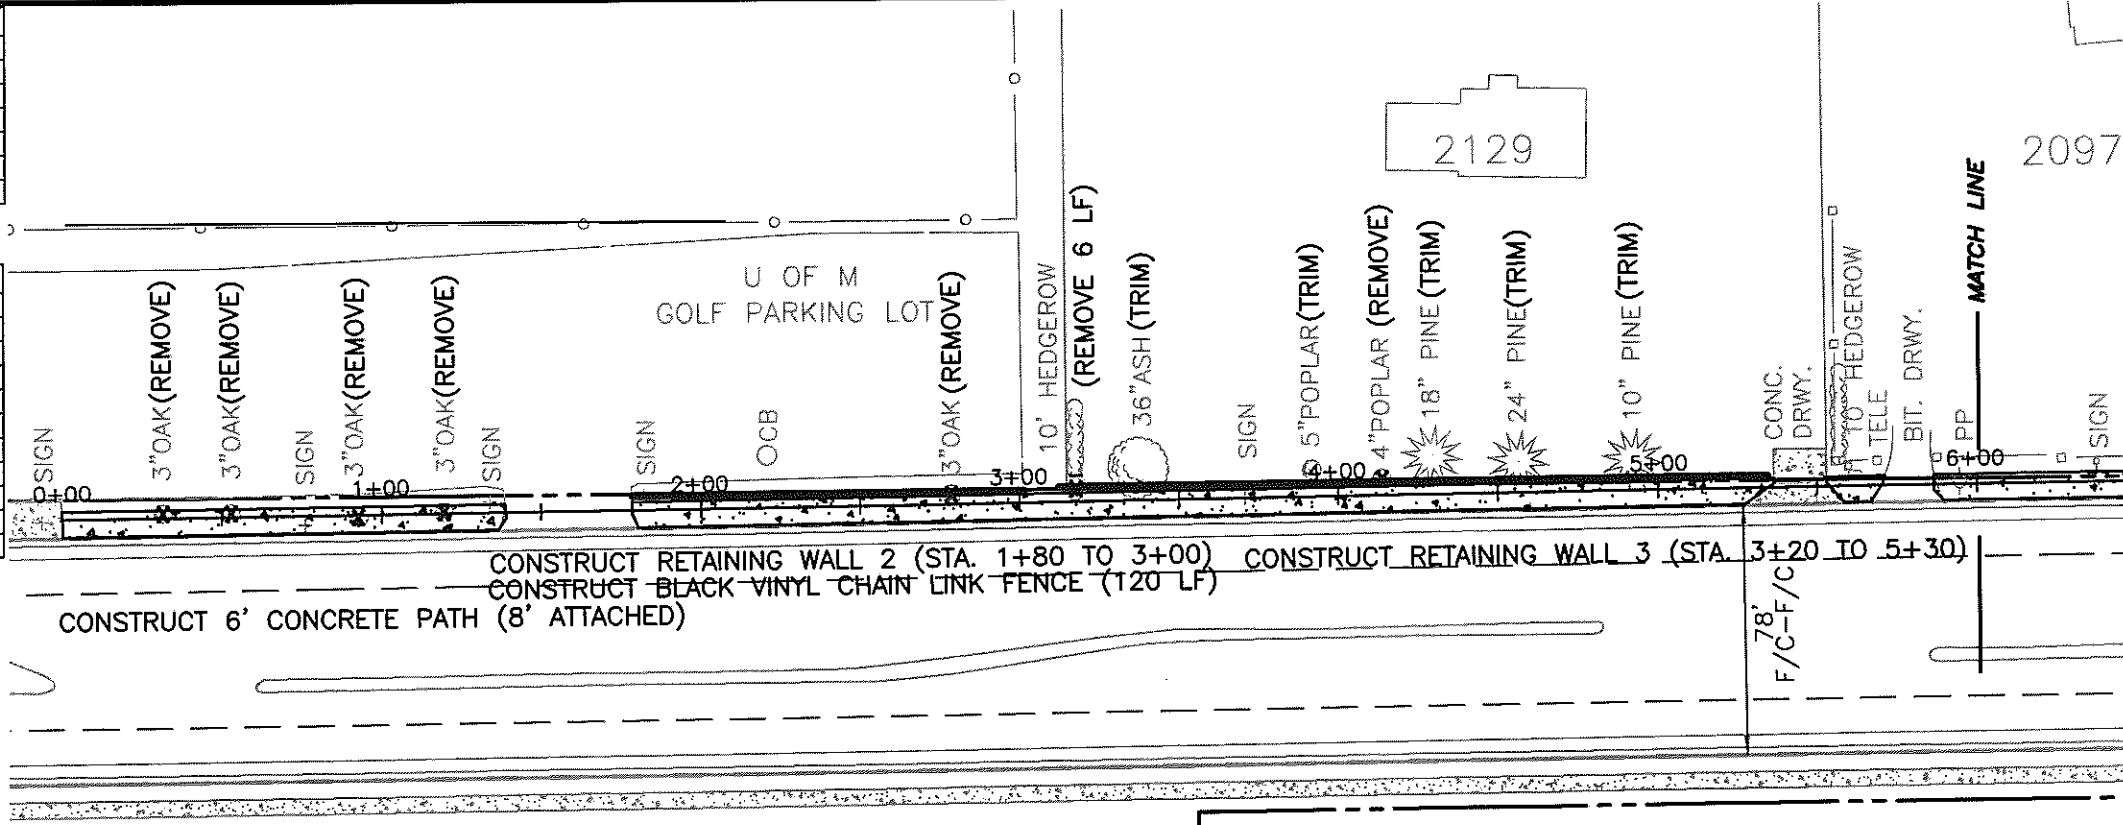 2129
2097
MATCH LINE
U OF M
GOLF PARKING LOT
SIGN
3"OAK(REMOVE)
3"OAK(REMOVE)
SIGN
3"OAK(REMOVE)
3"OAK(REMOVE)
SIGN
SIGN
OCB
3"OAK (REMOVE)
10' HEDGEROW
(REMOVE 6 LF)
36"ASH (TRIM)
SIGN
5"POPLAR(TRIM)
4"POPLAR (REMOVE)
18" PINE(TRIM)
24" PINE(TRIM)
10" PINE (TRIM)
CONC.
DRWY.
HEDGEROW
TELE
BIT. DRWY.
PP
SIGN
0+00
1+00
2+00
3+00
4+00
5+00
6+00
CONSTRUCT RETAINING WALL 2 (STA. 1+80 TO 3+00)
CONSTRUCT RETAINING WALL 3 (STA. 3+20 TO 5+30)
CONSTRUCT BLACK VINYL CHAIN LINK FENCE (120 LF)
CONSTRUCT 6' CONCRETE PATH (8' ATTACHED)
78'
F/C-F/C